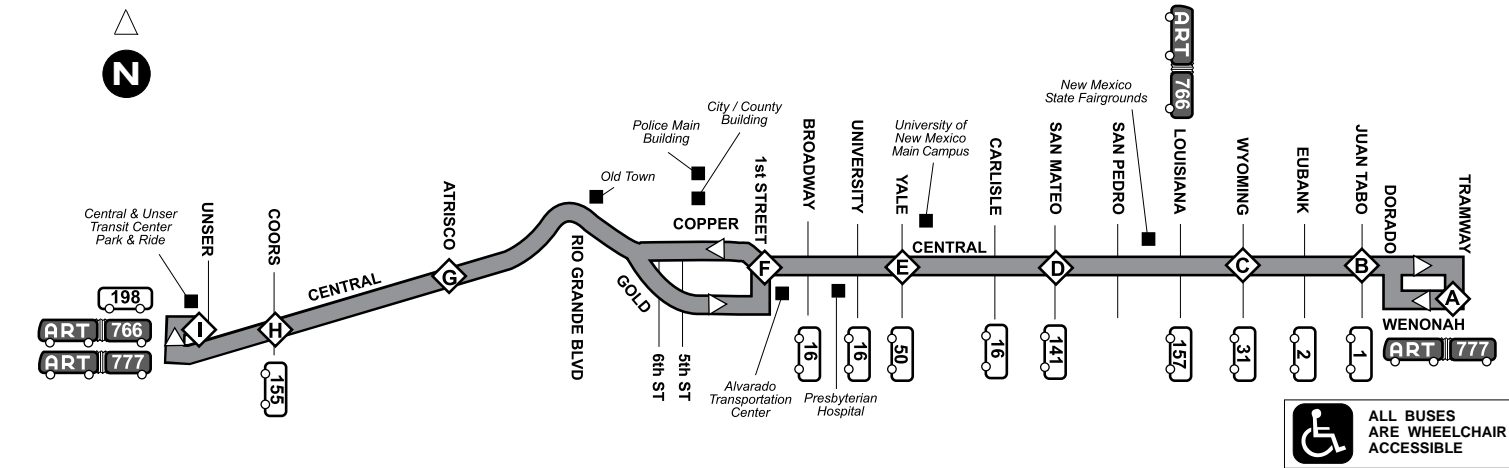 N
ART 766
New Mexico
State Fairgrounds
City / County
Building
Police Main
Building
University of
New Mexico
Main Campus
Old Town
Central & Unser
Transit Center
Park & Ride
UNSER
COORS
ATRISCO
RIO GRANDE BLVD
COPPER
GOLD
6th ST
5th ST
1st STREET
BROADWAY
UNIVERSITY
YALE
CENTRAL
CARLISLE
SAN MATEO
SAN PEDRO
LOUISIANA
WYOMING
EUBANK
JUAN TABO
DORADO
TRAMWAY
CENTRAL
I
H
G
F
E
D
C
B
A
WENONAH
198
ART 766
ART 777
155
16
16
50
16
141
157
31
2
1
ART 777
Alvarado
Transportation
Center
Presbyterian
Hospital
ALL BUSES
ARE WHEELCHAIR
ACCESSIBLE